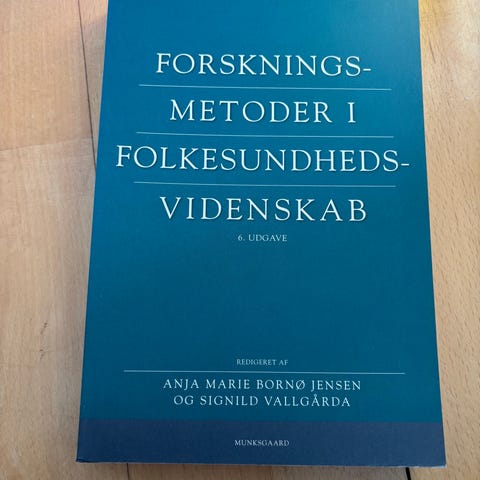 FORSKNINGS-
METODER I
FOLKESUNDHEDS-
VIDENSKAB
6. UDGAVE
REDIGERET AF
ANJA MARIE BORNØ JENSEN
OG SIGNILD VALLGÅRDA
MUNKSGAARD